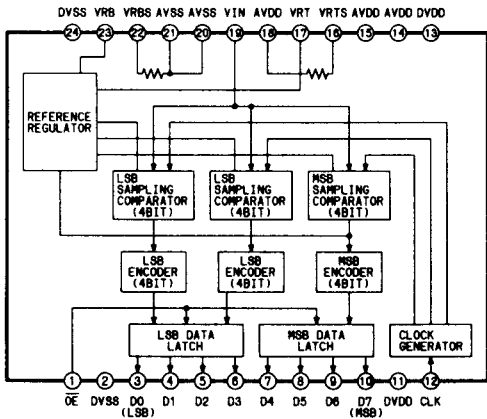 DVSS VRB VRBS AVSS AVSS VIN AVDD VRT VRTS AVDD AVDD DVDD
24 23 22 21 20 19 18 17 16 15 14 13
REFERENCE
REGULATOR
LSB
SAMPLING
COMPARATOR
(4BIT)
LSB
SAMPLING
COMPARATOR
(4BIT)
MSB
SAMPLING
COMPARATOR
(4BIT)
LSB
ENCODER
(4BIT)
LSB
ENCODER
(4BIT)
MSB
ENCODER
(4BIT)
LSB DATA
LATCH
MSB DATA
LATCH
CLOCK
GENERATOR
1 2 3 4 5 6 7 8 9 10 11 12
OE DVSS D0 D1 D2 D3 D4 D5 D6 D7 DVDD CLK
(LSB) (MSB)